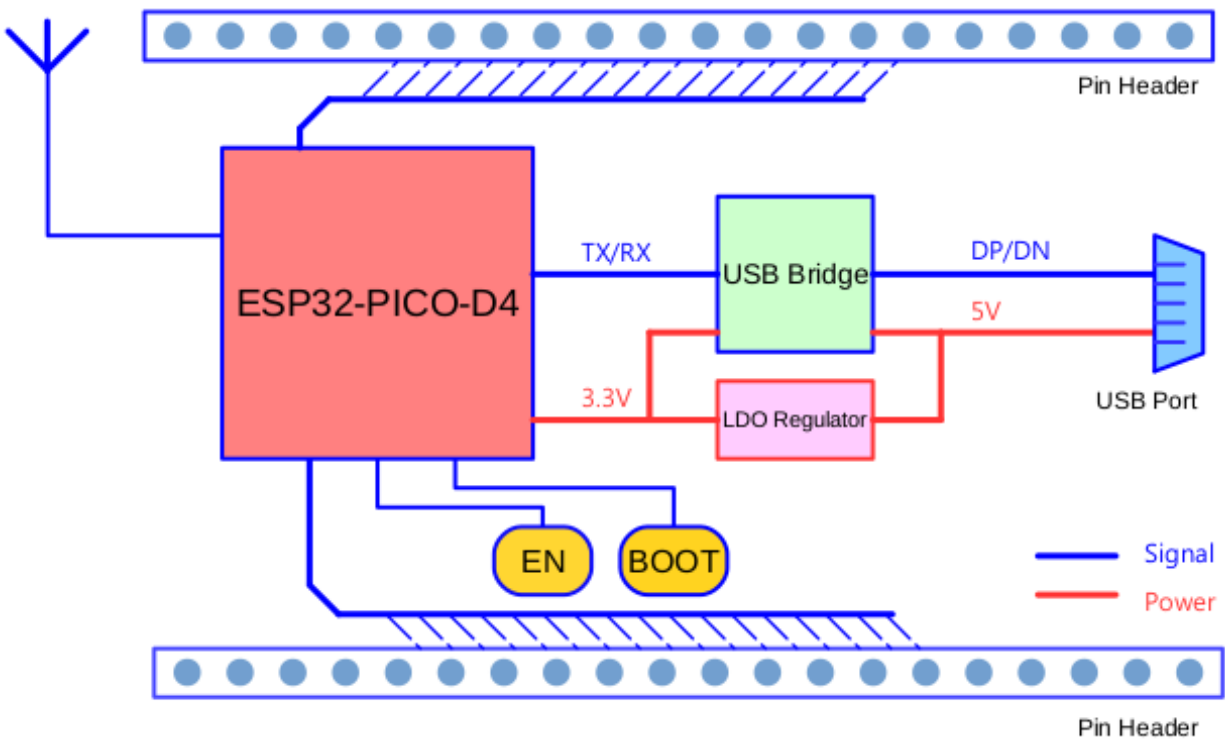 Pin Header
TX/RX
DP/DN
USB Bridge
ESP32-PICO-D4
5V
3.3V
LDO Regulator
USB Port
EN
BOOT
Signal
Power
Pin Header